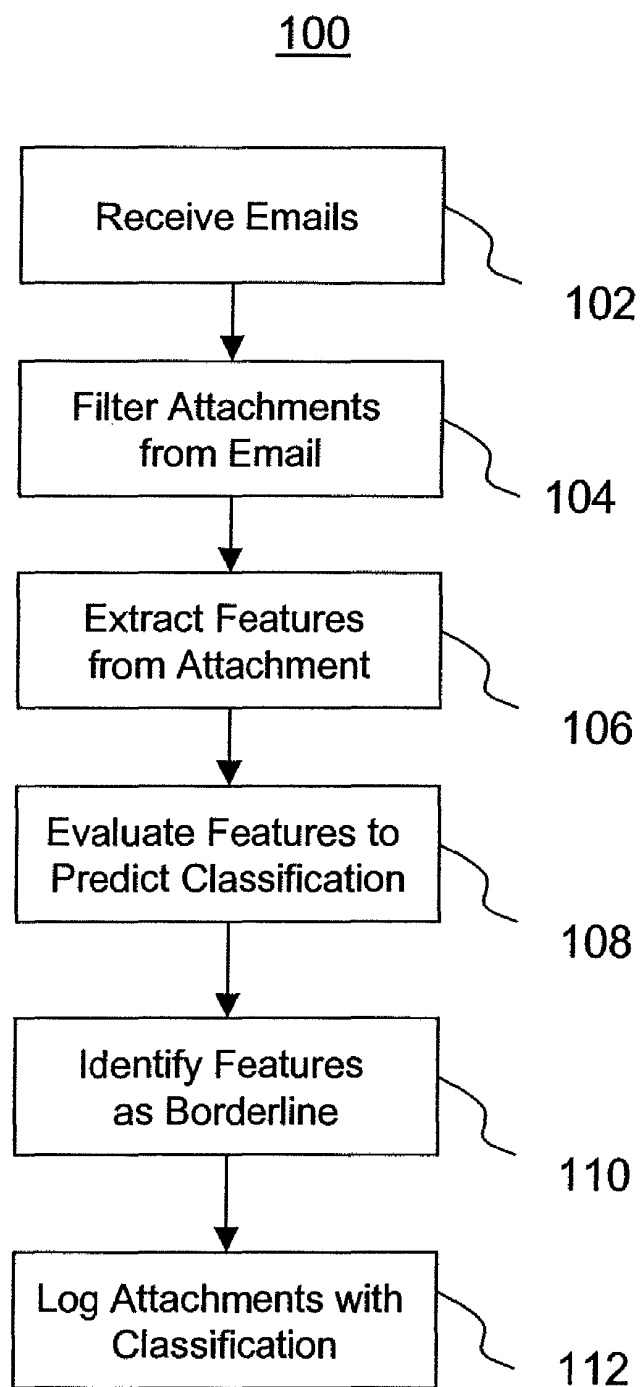 100
Receive Emails
102
Filter Attachments
from Email
104
Extract Features
from Attachment
106
Evaluate Features to
Predict Classification
108
Identify Features
as Borderline
110
Log Attachments with
Classification
112